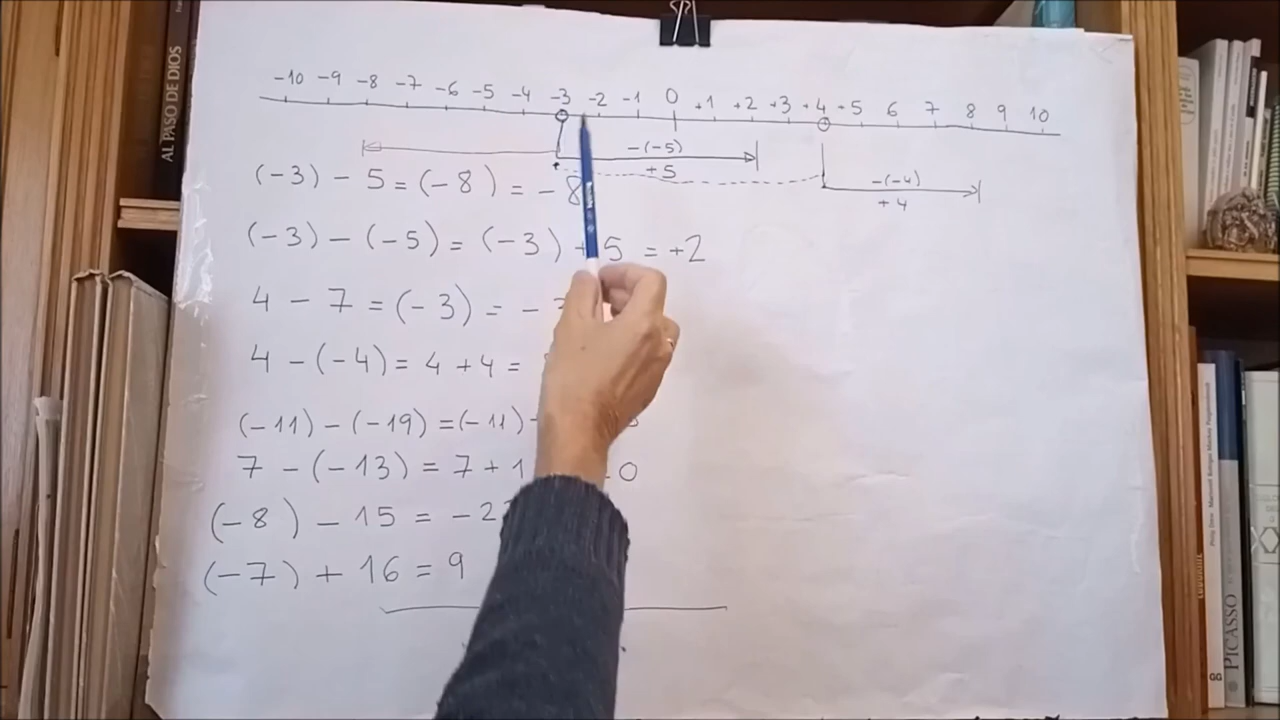 -10 -9 -8 -7 -6 -5 -4 -3 -2 -1 0 +1 +2 +3 +4 +5 6 7 8 9 10
-(-5)
+5
-(-4)
+4
(-3) - 5 = (-8) = -8
(-3) - (-5) = (-3) + 5 = +2
4 - 7 = (-3) = -
4 - (-4) = 4 + 4 =
(-11) - (-19) = (-11)
7 - (-13) = 7 + 1 0
(-8) - 15 = -2
(-7) + 16 = 9
AL PASO DE DIOS
PICASSO
GG